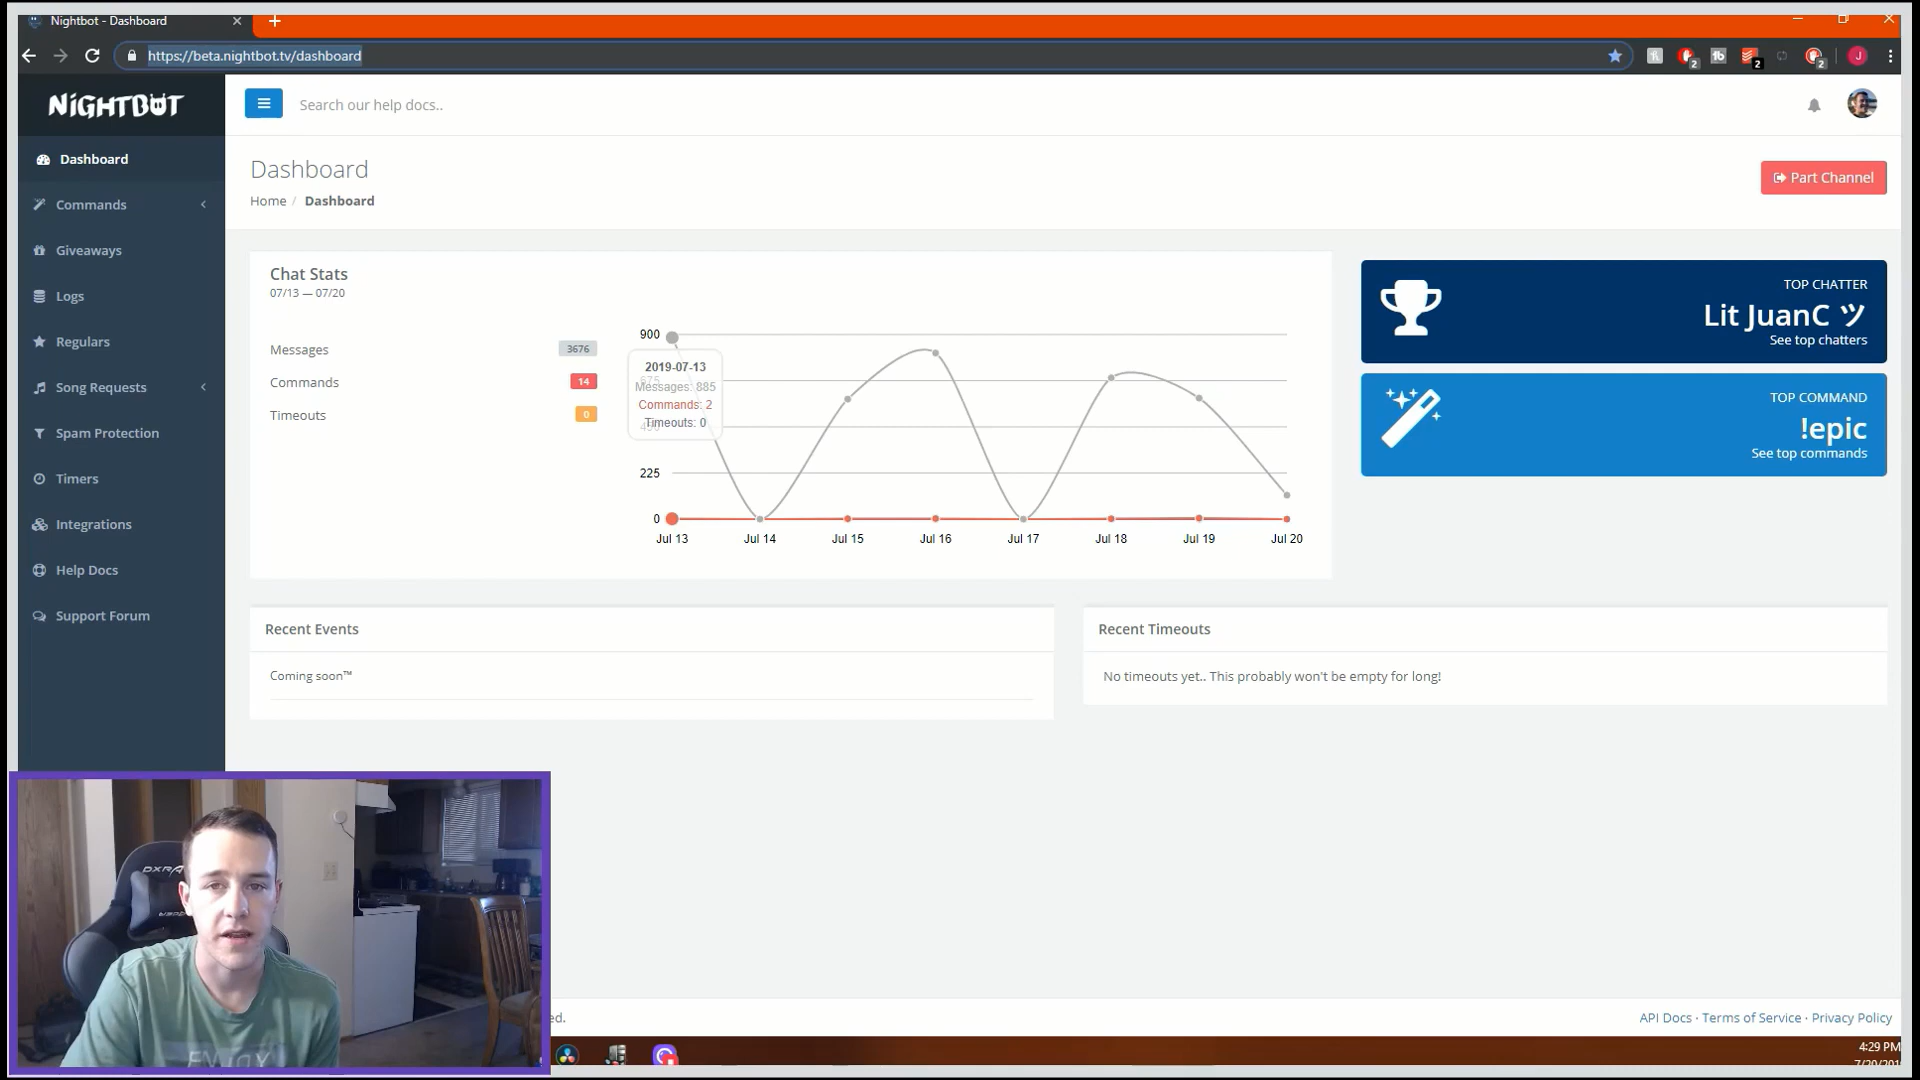 Nightbot - Dashboard
https://beta.nightbot.tv/dashboard
2
2
2
J
NiGHTBOT
Search our help docs..
Dashboard
Commands
Giveaways
Logs
Regulars
Song Requests
Spam Protection
Timers
Integrations
Help Docs
Support Forum
Dashboard
Home / Dashboard
Part Channel
Chat Stats
07/13 — 07/20
Messages 3676
Commands 14
Timeouts 0
900
225
0
2019-07-13
Messages: 885
Commands: 2
Timeouts: 0
Jul 13 Jul 14 Jul 15 Jul 16 Jul 17 Jul 18 Jul 19 Jul 20
TOP CHATTER
Lit JuanC ツ
See top chatters
TOP COMMAND
!epic
See top commands
Recent Events
Coming soon™
Recent Timeouts
No timeouts yet.. This probably won't be empty for long!
ed.
API Docs · Terms of Service · Privacy Policy
4:29 PM